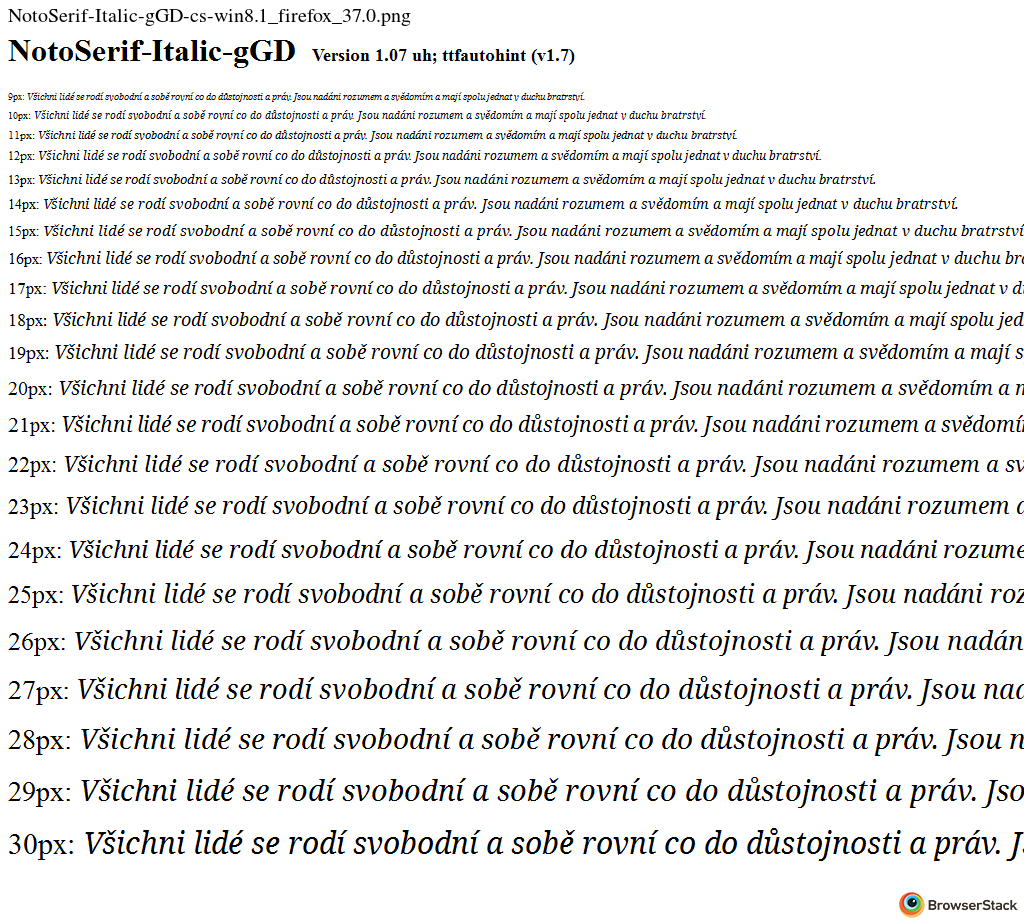 NotoSerif-Italic-gGD-cs-win8.1_firefox_37.0.png
NotoSerif-Italic-gGD Version 1.07 uh; ttfautohint (v1.7)
9px: Všichni lidé se rodí svobodní a sobě rovní co do důstojnosti a práv. Jsou nadáni rozumem a svědomím a mají spolu jednat v duchu bratrství.
10px: Všichni lidé se rodí svobodní a sobě rovní co do důstojnosti a práv. Jsou nadáni rozumem a svědomím a mají spolu jednat v duchu bratrství.
11px: Všichni lidé se rodí svobodní a sobě rovní co do důstojnosti a práv. Jsou nadáni rozumem a svědomím a mají spolu jednat v duchu bratrství.
12px: Všichni lidé se rodí svobodní a sobě rovní co do důstojnosti a práv. Jsou nadáni rozumem a svědomím a mají spolu jednat v duchu bratrství.
13px: Všichni lidé se rodí svobodní a sobě rovní co do důstojnosti a práv. Jsou nadáni rozumem a svědomím a mají spolu jednat v duchu bratrství.
14px: Všichni lidé se rodí svobodní a sobě rovní co do důstojnosti a práv. Jsou nadáni rozumem a svědomím a mají spolu jednat v duchu bratrství.
15px: Všichni lidé se rodí svobodní a sobě rovní co do důstojnosti a práv. Jsou nadáni rozumem a svědomím a mají spolu jednat v duchu bratrství
16px: Všichni lidé se rodí svobodní a sobě rovní co do důstojnosti a práv. Jsou nadáni rozumem a svědomím a mají spolu jednat v duchu br
17px: Všichni lidé se rodí svobodní a sobě rovní co do důstojnosti a práv. Jsou nadáni rozumem a svědomím a mají spolu jednat v d
18px: Všichni lidé se rodí svobodní a sobě rovní co do důstojnosti a práv. Jsou nadáni rozumem a svědomím a mají spolu jed
19px: Všichni lidé se rodí svobodní a sobě rovní co do důstojnosti a práv. Jsou nadáni rozumem a svědomím a mají s
20px: Všichni lidé se rodí svobodní a sobě rovní co do důstojnosti a práv. Jsou nadáni rozumem a svědomím a m
21px: Všichni lidé se rodí svobodní a sobě rovní co do důstojnosti a práv. Jsou nadáni rozumem a svědomí
22px: Všichni lidé se rodí svobodní a sobě rovní co do důstojnosti a práv. Jsou nadáni rozumem a sv
23px: Všichni lidé se rodí svobodní a sobě rovní co do důstojnosti a práv. Jsou nadáni rozumem a
24px: Všichni lidé se rodí svobodní a sobě rovní co do důstojnosti a práv. Jsou nadáni rozume
25px: Všichni lidé se rodí svobodní a sobě rovní co do důstojnosti a práv. Jsou nadáni roz
26px: Všichni lidé se rodí svobodní a sobě rovní co do důstojnosti a práv. Jsou nadán
27px: Všichni lidé se rodí svobodní a sobě rovní co do důstojnosti a práv. Jsou nad
28px: Všichni lidé se rodí svobodní a sobě rovní co do důstojnosti a práv. Jsou n
29px: Všichni lidé se rodí svobodní a sobě rovní co do důstojnosti a práv. Jso
30px: Všichni lidé se rodí svobodní a sobě rovní co do důstojnosti a práv. J
BrowserStack